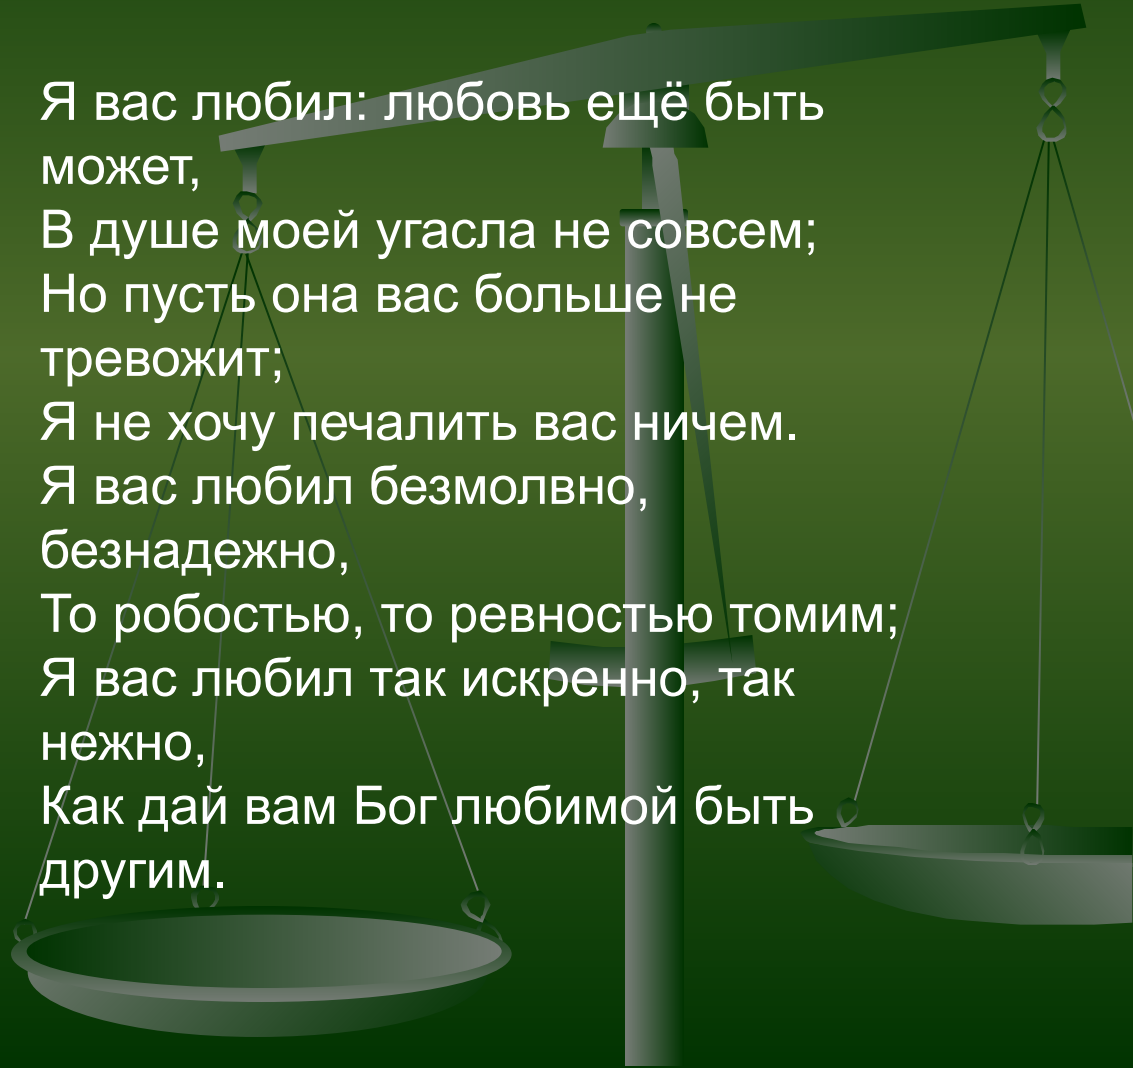 Я вас любил: любовь ещё быть
может,
В душе моей угасла не совсем;
Но пусть она вас больше не
тревожит;
Я не хочу печалить вас ничем.
Я вас любил безмолвно,
безнадежно,
То робостью, то ревностью томим;
Я вас любил так искренно, так
нежно,
Как дай вам Бог любимой быть
другим.